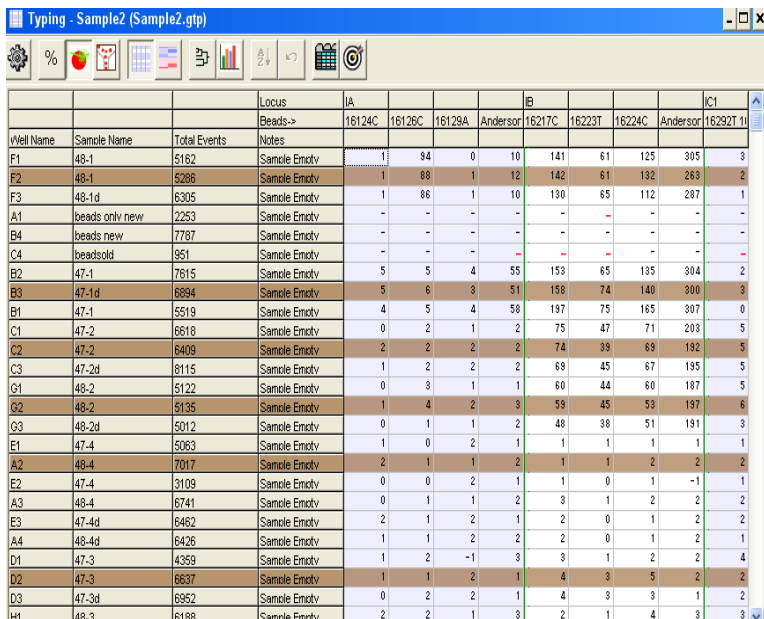 Typing - Sample2 (Sample2.gtp)
%
A
Z
Locus IA IB IC1
Beads-> 16124C 16126C 16129A Andersor 16217C 16223T 16224C Andersor 16292T
Well Name Sample Name Total Events Notes
F1 48-1 5162 Sample Empty 1 94 0 10 141 61 125 305 3
F2 48-1 5286 Sample Empty 1 88 1 12 142 61 132 263 2
F3 48-1d 6305 Sample Empty 1 86 1 10 130 65 112 287 1
A1 beads only new 2253 Sample Empty - - - - - - - - -
B4 beads new 7787 Sample Empty - - - - - - - - -
C4 beadsold 951 Sample Empty - - - - - - - - -
B2 47-1 7615 Sample Empty 5 5 4 55 153 65 135 304 2
B3 47-1d 6894 Sample Empty 5 6 3 51 158 74 140 300 3
B1 47-1 5519 Sample Empty 4 5 4 58 197 75 165 307 0
C1 47-2 6618 Sample Empty 0 2 1 2 75 47 71 203 5
C2 47-2 6409 Sample Empty 2 2 2 2 74 39 69 192 5
C3 47-2d 8115 Sample Empty 1 2 2 2 69 45 67 195 5
G1 48-2 5122 Sample Empty 0 3 1 1 60 44 60 187 5
G2 48-2 5135 Sample Empty 1 4 2 3 59 45 53 197 6
G3 48-2d 5012 Sample Empty 0 1 1 2 48 38 51 191 3
E1 47-4 5063 Sample Empty 1 0 2 1 1 1 1 1 1
A2 48-4 7017 Sample Empty 2 1 1 2 1 1 2 2 2
E2 47-4 3109 Sample Empty 0 0 2 1 1 0 1 -1 1
A3 48-4 6741 Sample Empty 0 1 1 2 3 1 2 2 2
E3 47-4d 6462 Sample Empty 2 1 2 1 2 0 1 2 2
A4 48-4d 6426 Sample Empty 1 1 2 2 2 0 1 2 1
D1 47-3 4359 Sample Empty 1 2 -1 3 3 1 2 2 4
D2 47-3 6637 Sample Empty 1 1 2 1 4 3 5 2 2
D3 47-3d 6952 Sample Empty 0 2 2 1 4 3 3 1 2
H1 48-3 6188 Sample Empty 2 2 1 3 2 1 4 3 3